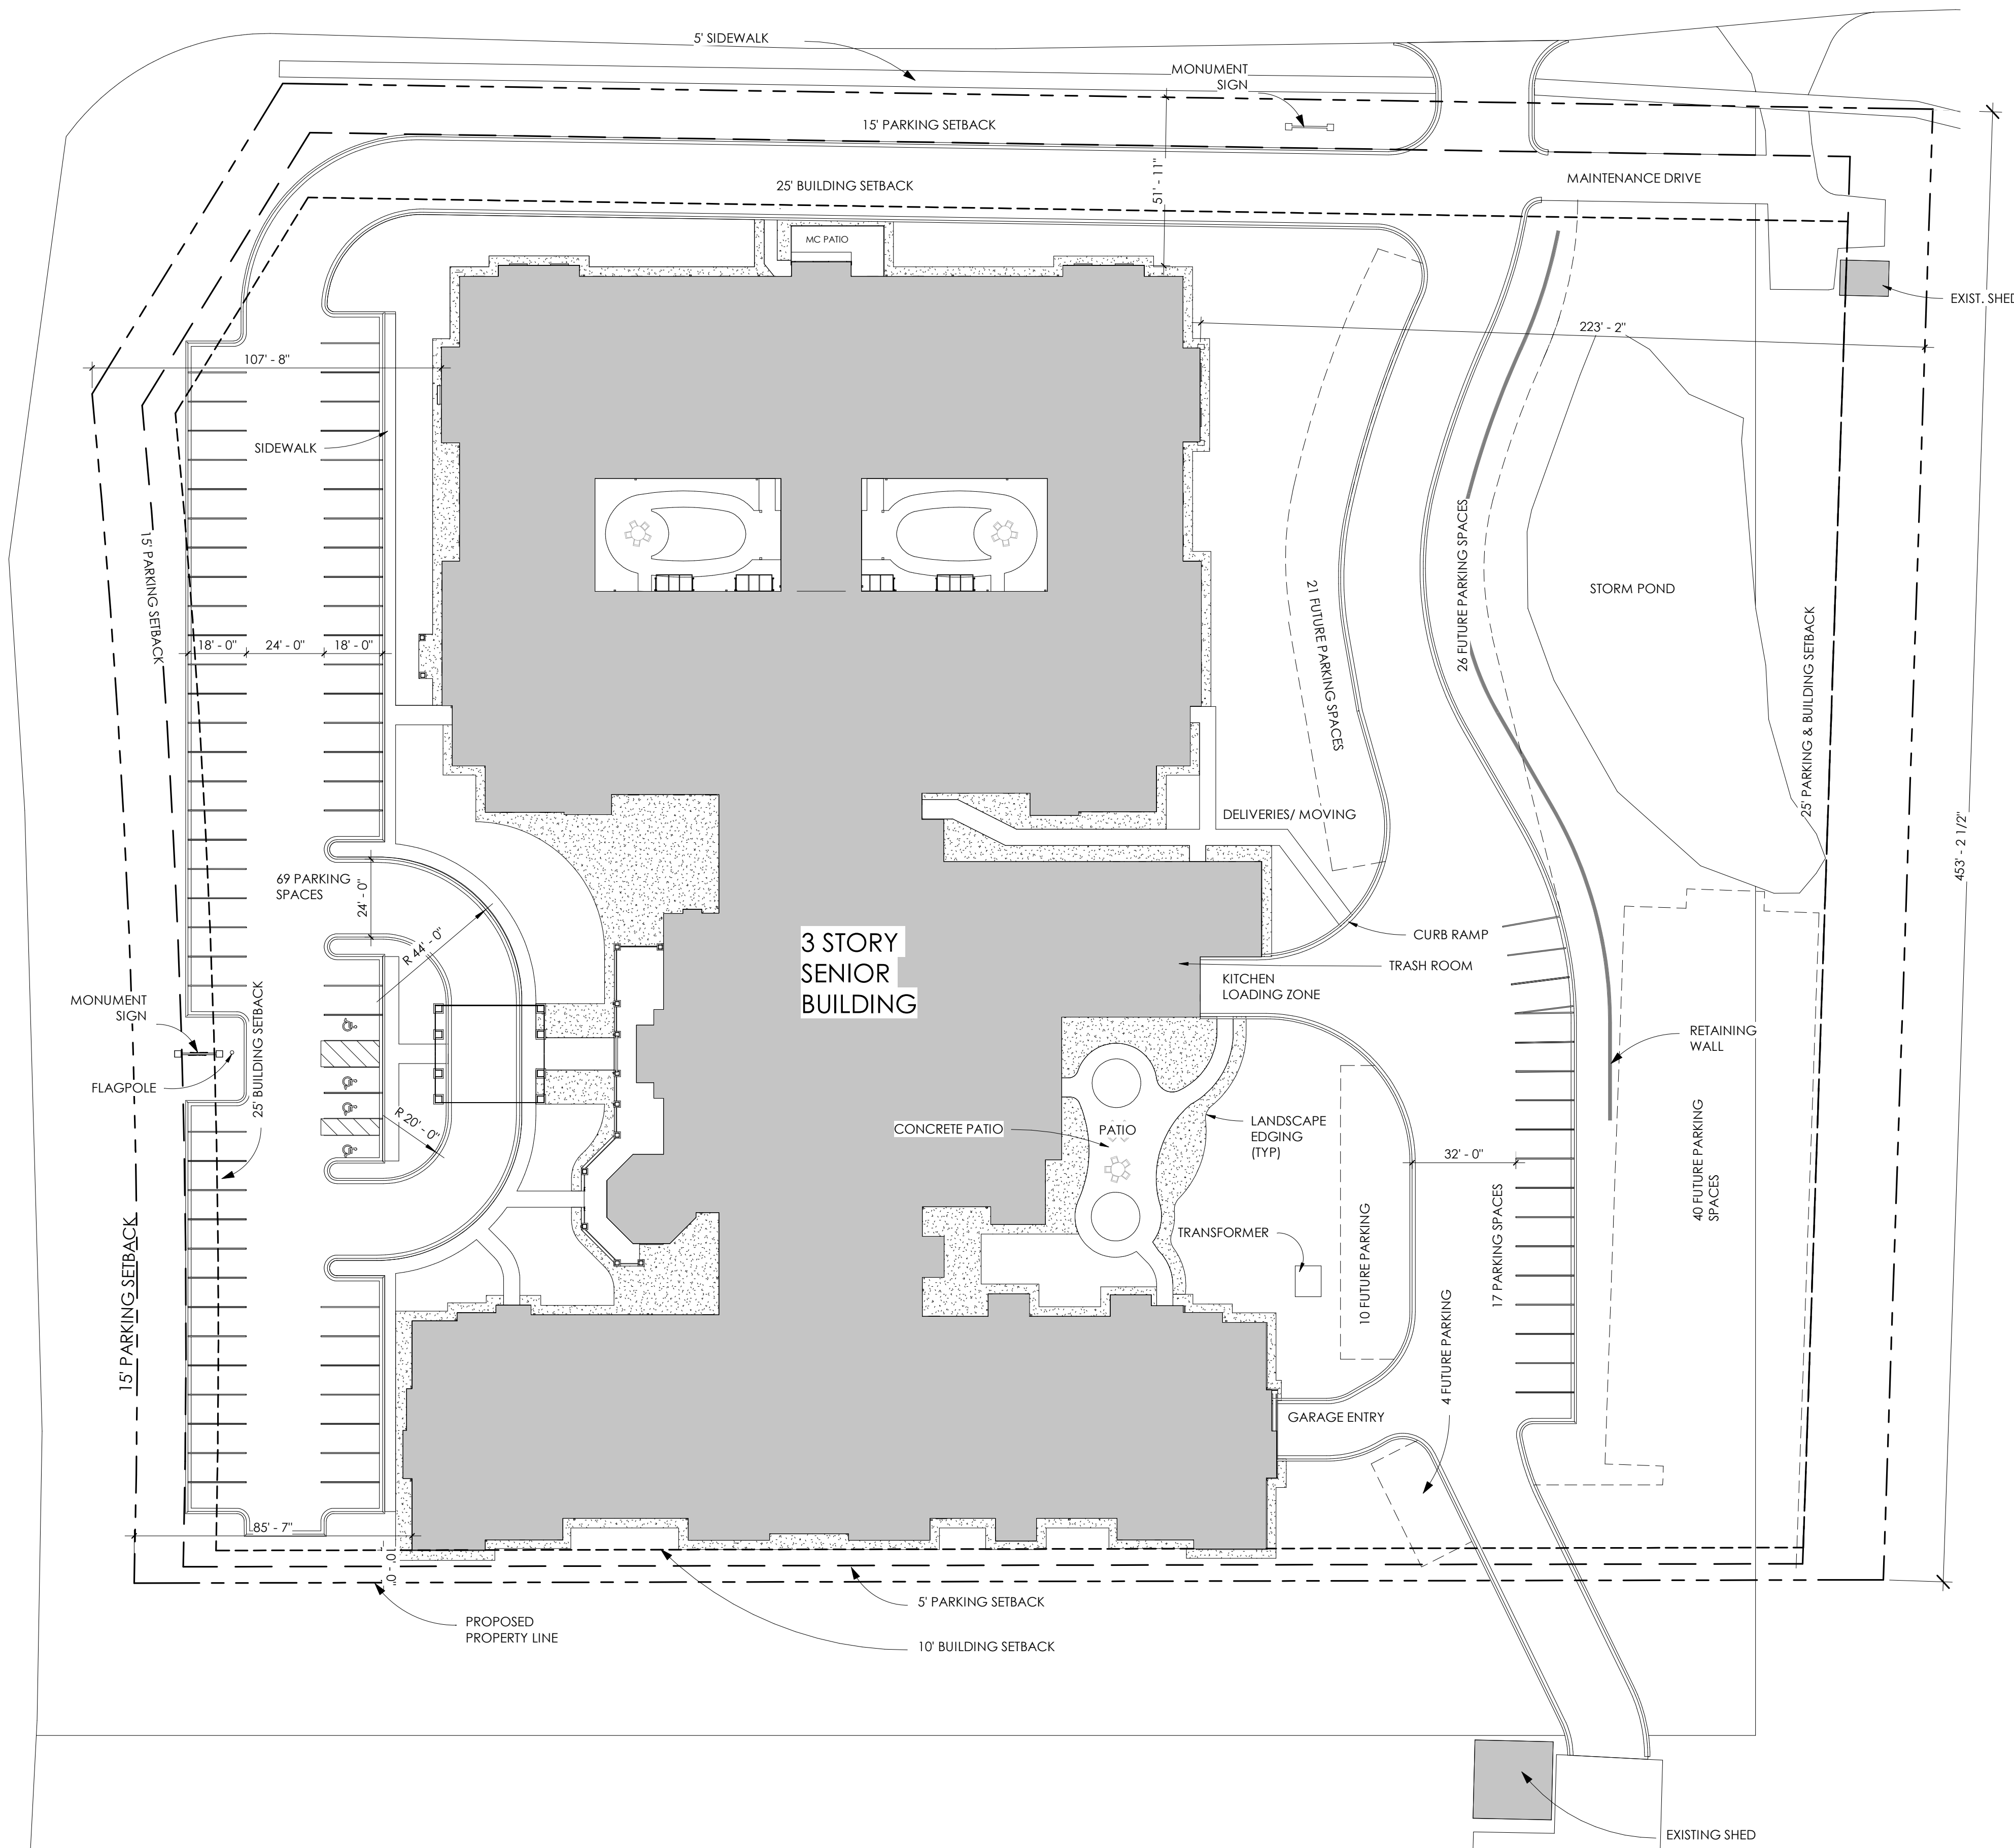 5' SIDEWALK
MONUMENT
SIGN
15' PARKING SETBACK
51' - 11"
25' BUILDING SETBACK
MAINTENANCE DRIVE
MC PATIO
EXIST. SHED
223' - 2"
107' - 8"
SIDEWALK
15' PARKING SETBACK
26 FUTURE PARKING SPACES
21 FUTURE PARKING SPACES
STORM POND
25' PARKING & BUILDING SETBACK
18' - 0"
24' - 0"
18' - 0"
DELIVERIES/ MOVING
453' - 2 1/2"
69 PARKING
SPACES
24' - 0"
R 44' - 0"
3 STORY
SENIOR
BUILDING
CURB RAMP
TRASH ROOM
KITCHEN
LOADING ZONE
MONUMENT
SIGN
25' BUILDING SETBACK
FLAGPOLE
RETAINING
WALL
R 20' - 0"
CONCRETE PATIO
PATIO
LANDSCAPE
EDGING
(TYP)
32' - 0"
40 FUTURE PARKING
SPACES
17 PARKING SPACES
TRANSFORMER
10 FUTURE PARKING
15' PARKING SETBACK
4 FUTURE PARKING
GARAGE ENTRY
85' - 7"
5' PARKING SETBACK
PROPOSED
PROPERTY LINE
10' BUILDING SETBACK
EXISTING SHED